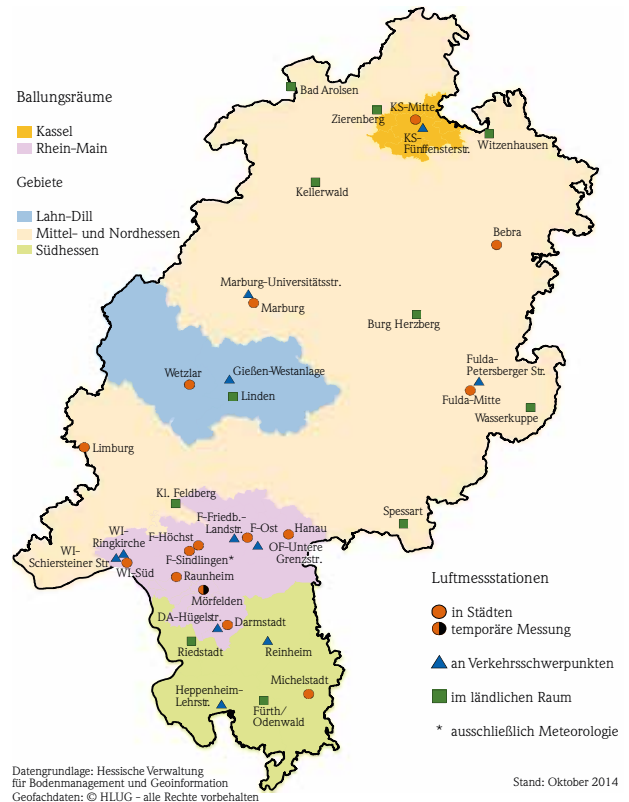 Ballungsräume
Kassel
Rhein-Main
Gebiete
Lahn-Dill
Mittel- und Nordhessen
Südhessen
Bad Arolsen
KS-Mitte
Zierenberg
KS-
Fünffensterstr.
Witzenhausen
Kellerwald
Bebra
Marburg-Universitätsstr.
Marburg
Burg Herzberg
Wetzlar
Gießen-Westanlage
Linden
Fulda-
Petersberger Str.
Fulda-Mitte
Wasserkuppe
Limburg
Kl. Feldberg
Spessart
F-Friedb.-
Landstr.
F-Ost
Hanau
WI-
Ringkirche
F-Höchst
OF-Untere
Grenzstr.
WI-
Schiersteiner Str.
F-Sindlingen*
WI-Süd
Raunheim
Mörfelden
DA-Hügelstr.
Darmstadt
Riedstadt
Reinheim
Michelstadt
Heppenheim-
Lehrstr.
Fürth/
Odenwald
Luftmessstationen
in Städten
temporäre Messung
an Verkehrsschwerpunkten
im ländlichen Raum
* ausschließlich Meteorologie
Datengrundlage: Hessische Verwaltung
für Bodenmanagement und Geoinformation
Geofachdaten: © HLUG - alle Rechte vorbehalten
Stand: Oktober 2014